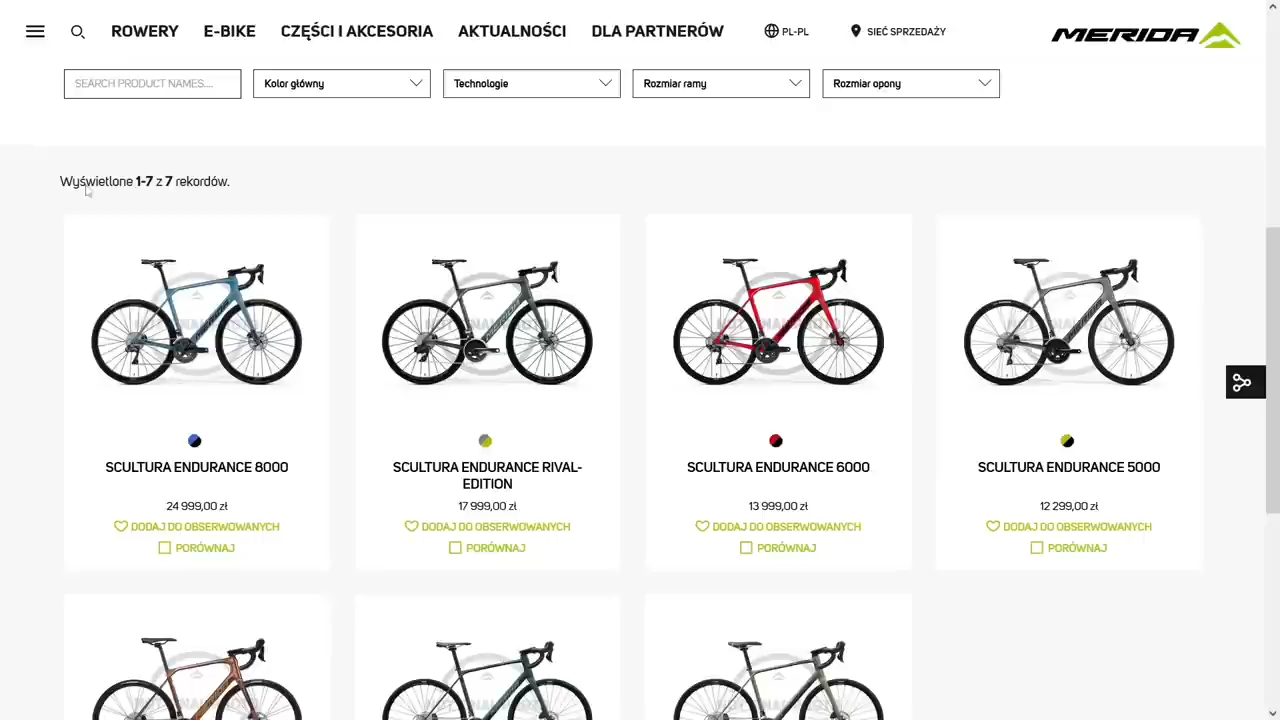 ROWERY E-BIKE CZĘŚCI I AKCESORIA AKTUALNOŚCI DLA PARTNERÓW PL-PL SIEĆ SPRZEDAŻY MERIDA
SEARCH PRODUCT NAMES.... Kolor główny Technologie Rozmiar ramy Rozmiar opony
Wyświetlone 1-7 z 7 rekordów.
SCULTURA ENDURANCE 8000
24 999,00 zł
DODAJ DO OBSERWOWANYCH
PORÓWNAJ
SCULTURA ENDURANCE RIVAL-
EDITION
17 999,00 zł
DODAJ DO OBSERWOWANYCH
PORÓWNAJ
SCULTURA ENDURANCE 6000
13 999,00 zł
DODAJ DO OBSERWOWANYCH
PORÓWNAJ
SCULTURA ENDURANCE 5000
12 299,00 zł
DODAJ DO OBSERWOWANYCH
PORÓWNAJ